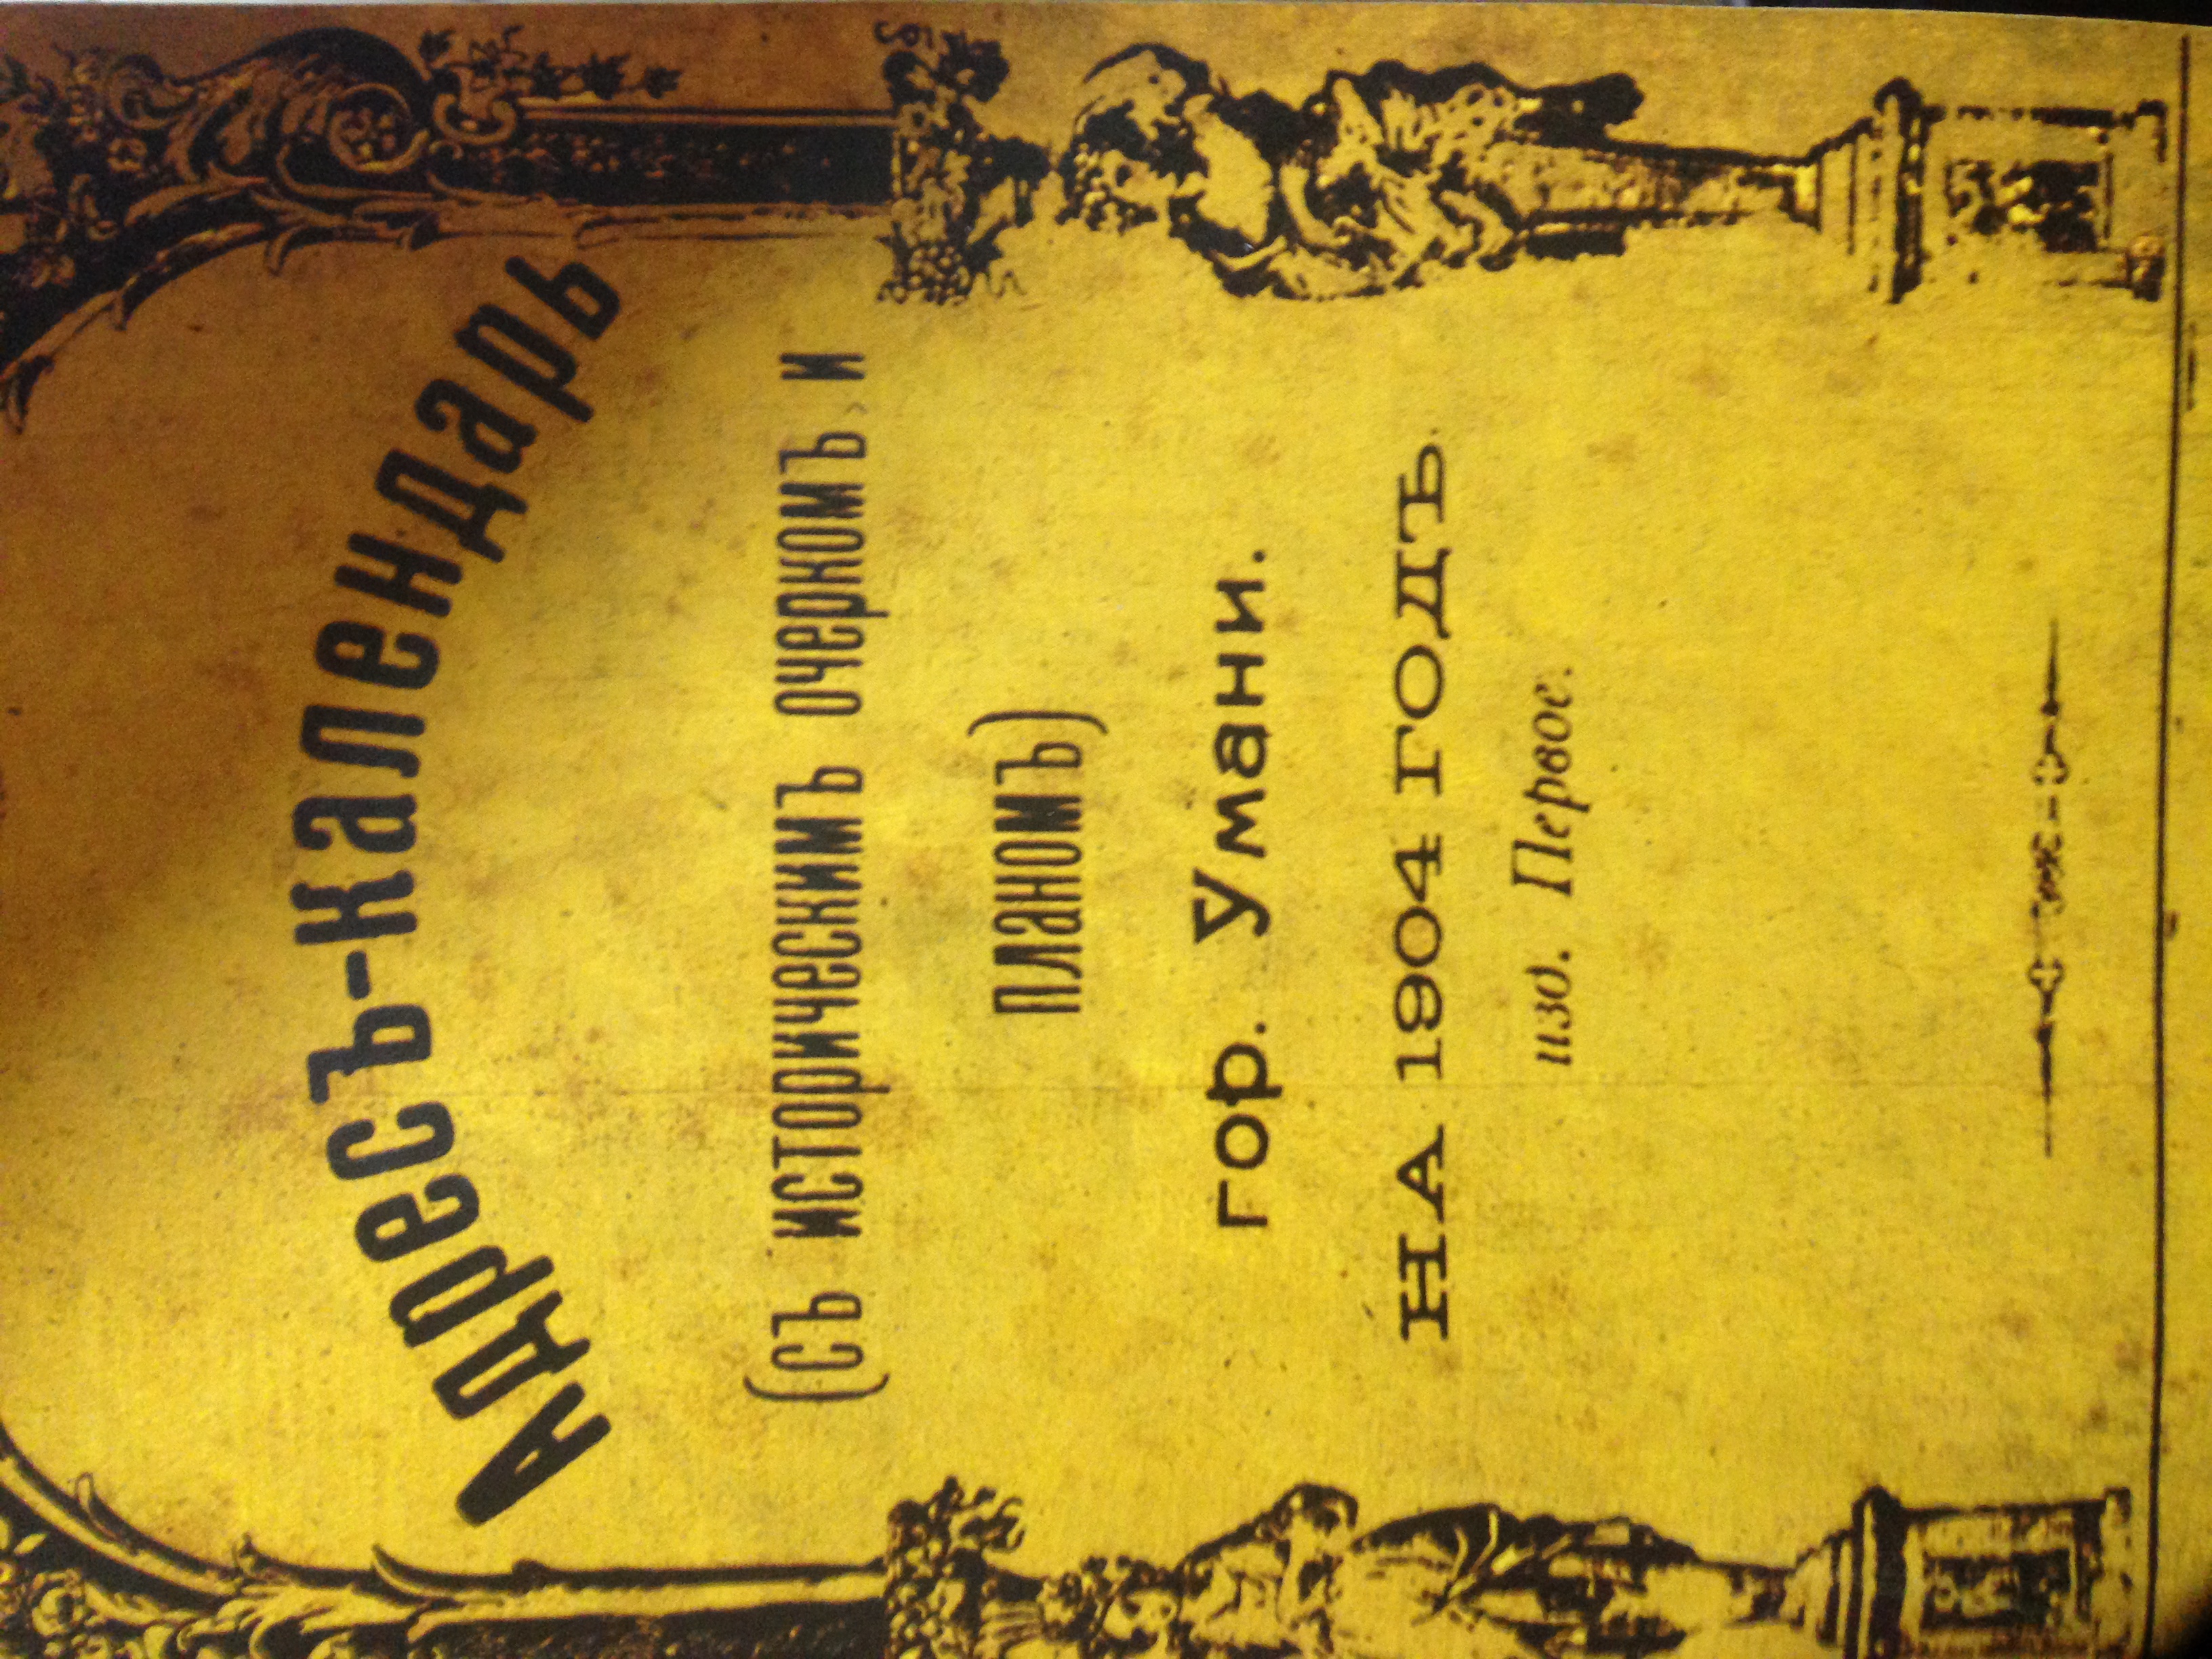 Адресъ-календарь
(съ историческимъ очеркомъ, и
планомъ)
гор. Умани.
НА 1904 ГОДЪ.
изд. Первое.